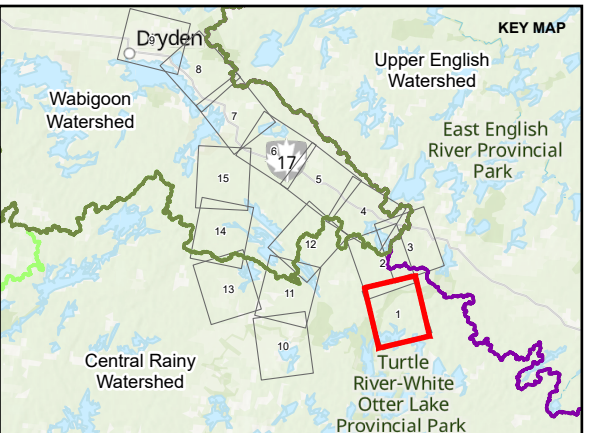 KEY MAP
Dryden
9
8
Upper English
Watershed
Wabigoon
Watershed
7
East English
River Provincial
Park
6
17
5
15
4
14
12
3
2
13
11
1
10
Central Rainy
Watershed
Turtle
River-White
Otter Lake
Provincial Park